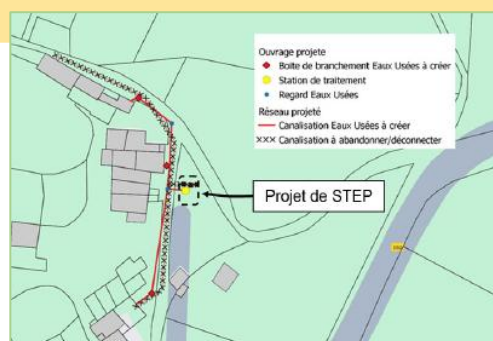 Ouvrage projete
Boite de branchement Eaux Usées à créer
Station de traitement
Regard Eaux Usées
Réseau projeté
Canalisation Eaux Usées à créer
XXX Canalisation à abandonner/déconnecter
Projet de STEP